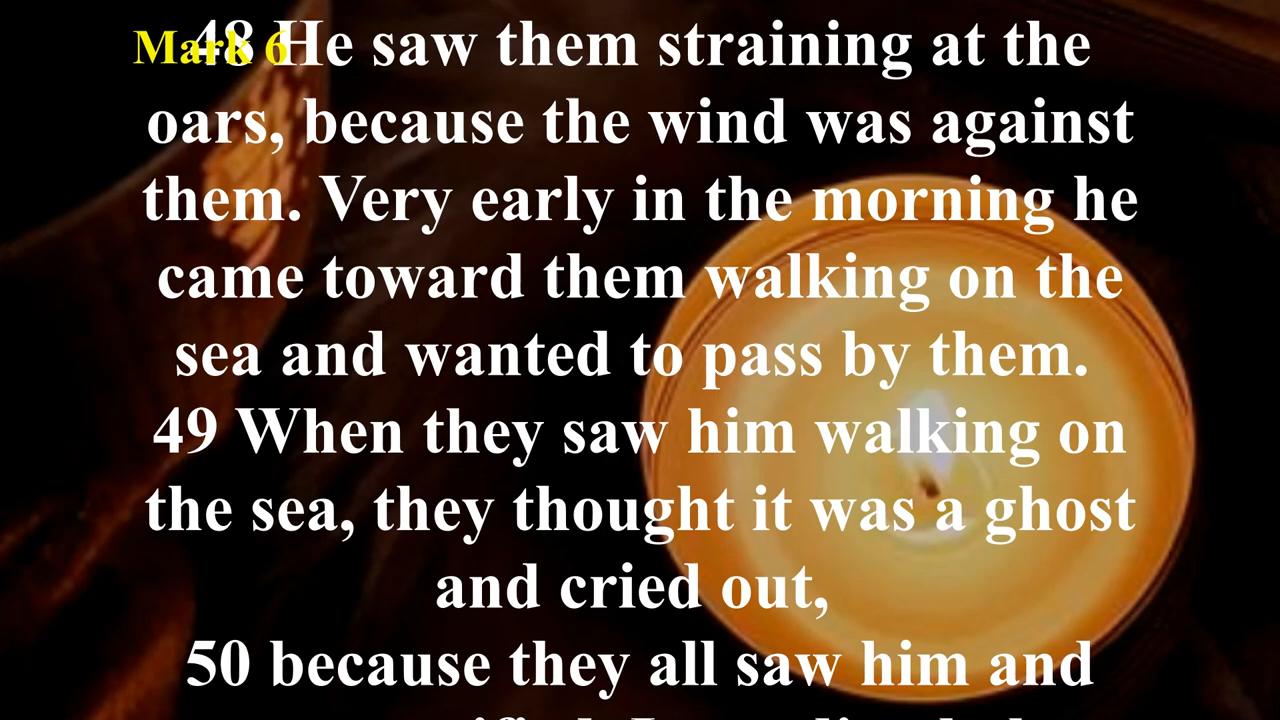 Mark 6
48 He saw them straining at the
oars, because the wind was against
them. Very early in the morning he
came toward them walking on the
sea and wanted to pass by them.
49 When they saw him walking on
the sea, they thought it was a ghost
and cried out,
50 because they all saw him and